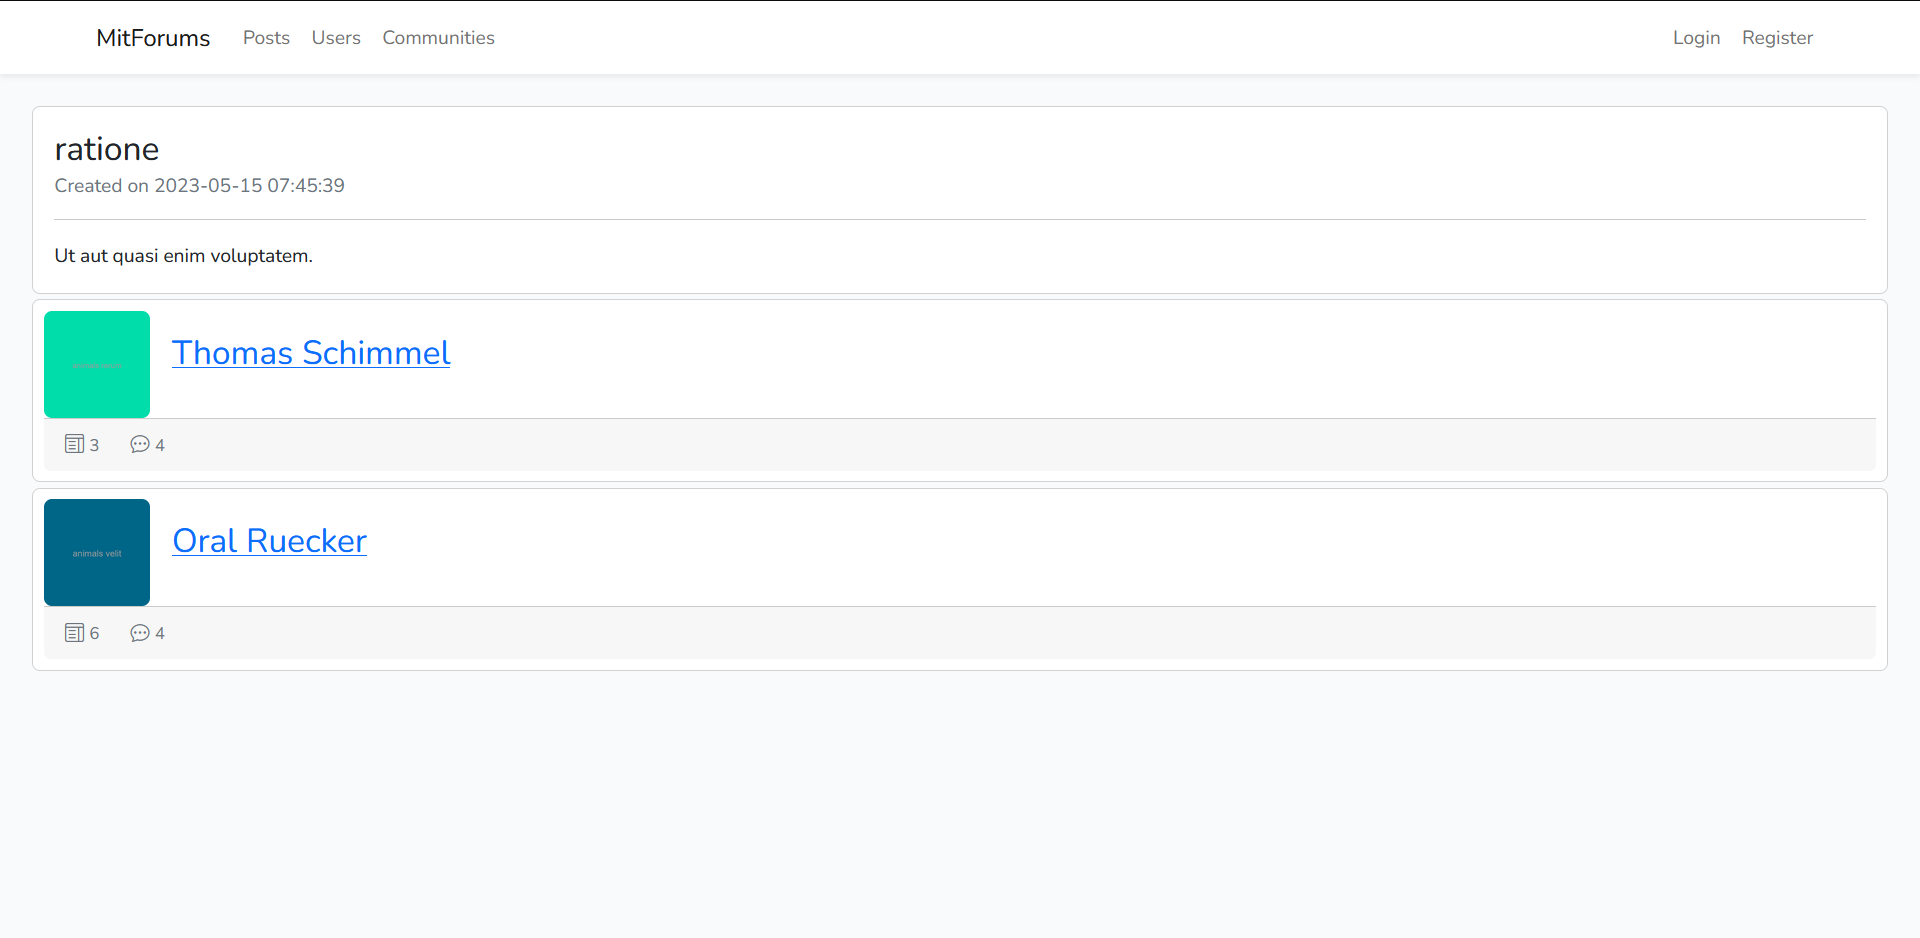 MitForums Posts Users Communities Login Register
ratione
Created on 2023-05-15 07:45:39
Ut aut quasi enim voluptatem.
Thomas Schimmel
3 4
animals velit
Oral Ruecker
6 4